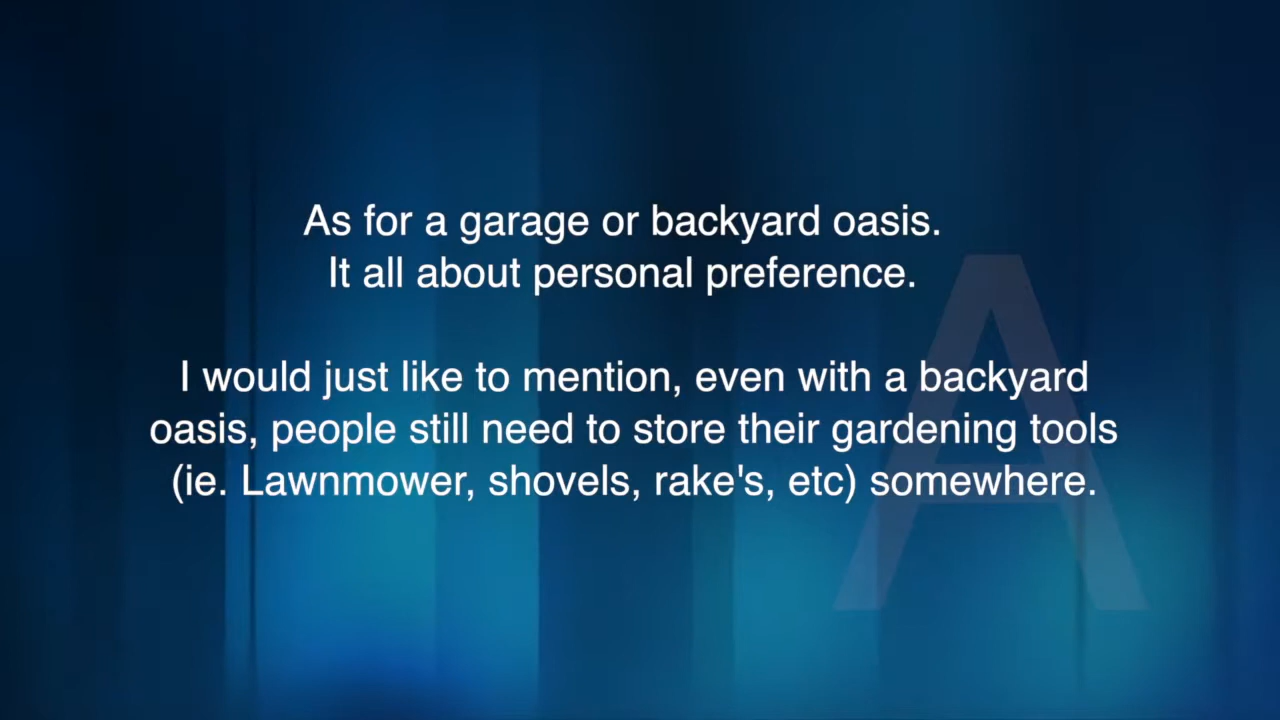 As for a garage or backyard oasis.
It all about personal preference.
I would just like to mention, even with a backyard
oasis, people still need to store their gardening tools
(ie. Lawnmower, shovels, rake's, etc) somewhere.
A